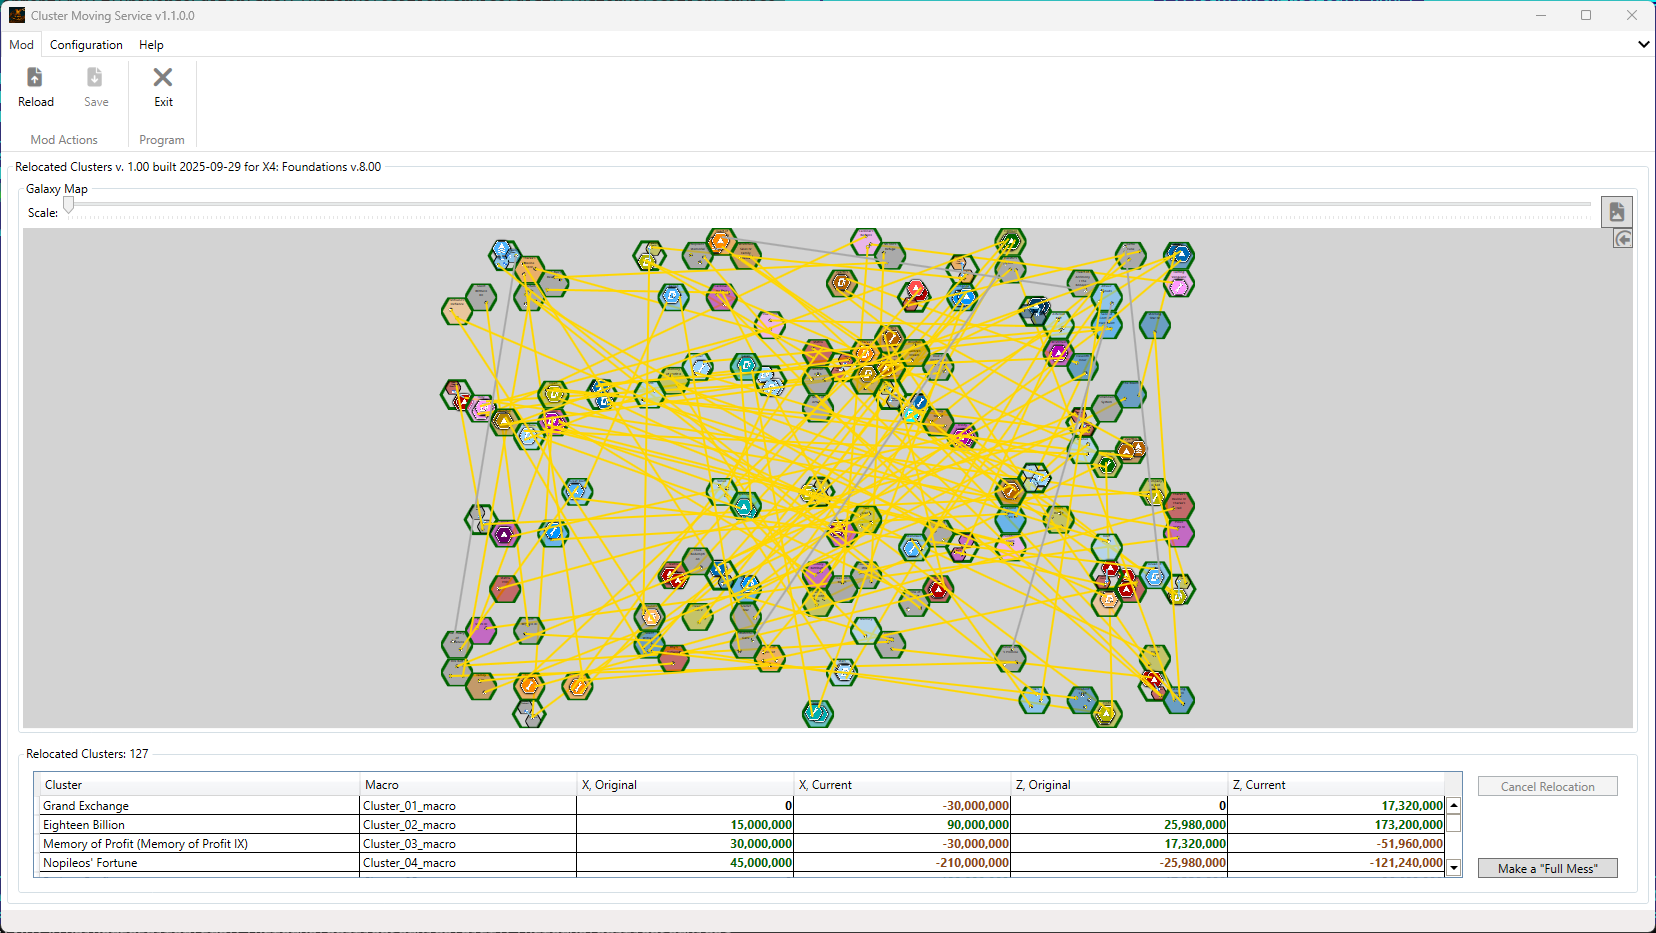 Cluster Moving Service v1.1.0.0
Mod Configuration Help
Reload Save Exit
Mod Actions Program
Relocated Clusters v. 1.00 built 2025-09-29 for X4: Foundations v.8.00
Galaxy Map
Scale:
Relocated Clusters: 127
Cluster Macro X, Original X, Current Z, Original Z, Current
Grand Exchange Cluster_01_macro 0 -30,000,000 0 17,320,000
Eighteen Billion Cluster_02_macro 15,000,000 90,000,000 25,980,000 173,200,000
Memory of Profit (Memory of Profit IX) Cluster_03_macro 30,000,000 -30,000,000 17,320,000 -51,960,000
Nopileos' Fortune Cluster_04_macro 45,000,000 -210,000,000 -25,980,000 -121,240,000
Cancel Relocation
Make a "Full Mess"